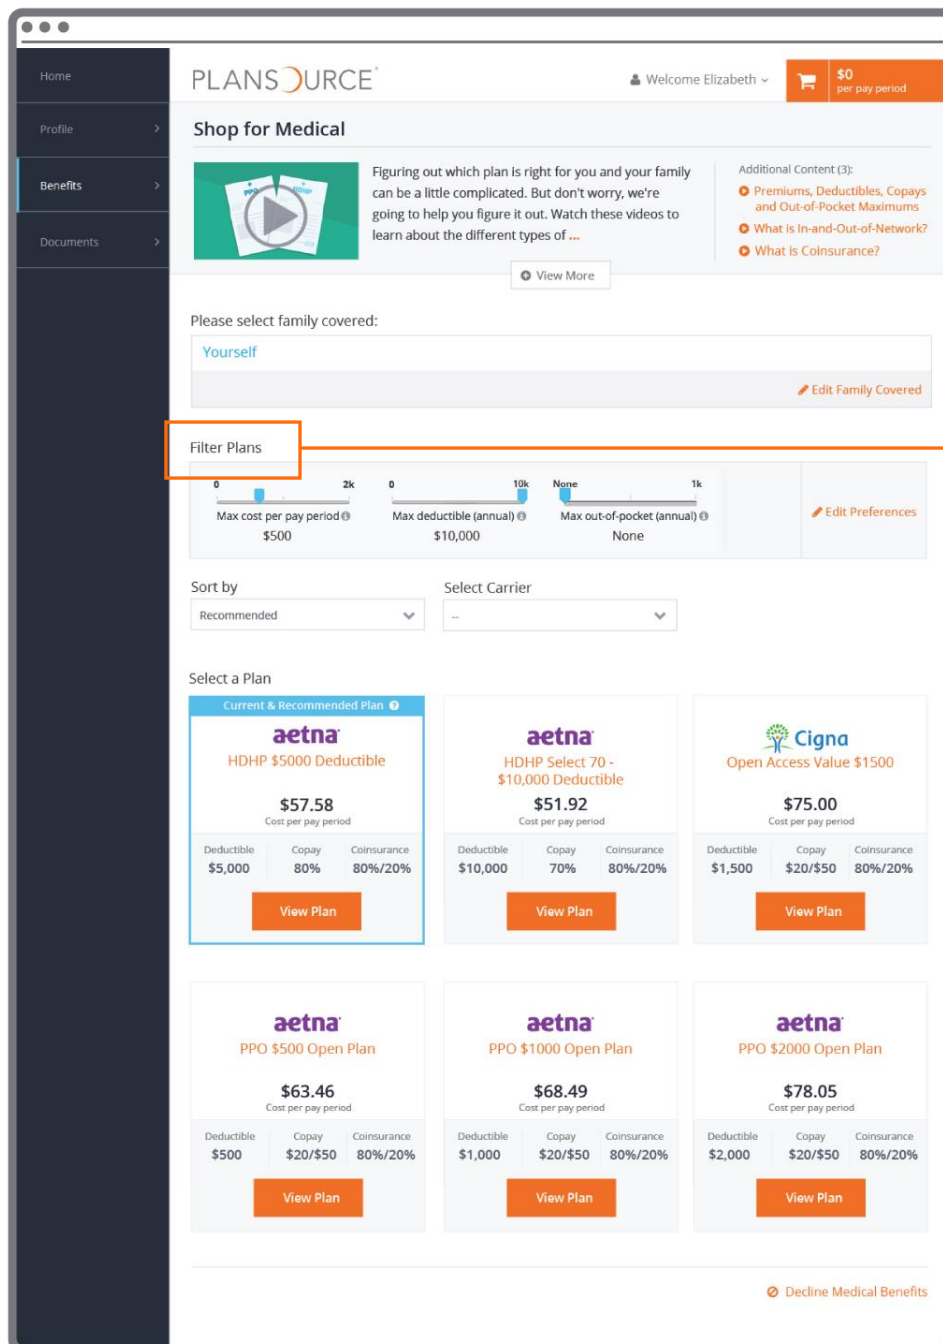 Home
Profile
Benefits
Documents
PLANSOURCE
Welcome Elizabeth
$0
per pay period
Shop for Medical
PPO
HDHP
Figuring out which plan is right for you and your family
can be a little complicated. But don't worry, we're
going to help you figure it out. Watch these videos to
learn about the different types of ...
Additional Content (3):
Premiums, Deductibles, Copays
and Out-of-Pocket Maximums
What is In-and-Out-of-Network?
What is Coinsurance?
View More
Please select family covered:
Yourself
Edit Family Covered
Filter Plans
0 2k 0 10k None 1k
Max cost per pay period Max deductible (annual) Max out-of-pocket (annual)
$500 $10,000 None
Edit Preferences
Sort by Select Carrier
Recommended --
Select a Plan
Current & Recommended Plan
aetna
HDHP $5000 Deductible
$57.58
Cost per pay period
Deductible Copay Coinsurance
$5,000 80% 80%/20%
View Plan
aetna
HDHP Select 70 -
$10,000 Deductible
$51.92
Cost per pay period
Deductible Copay Coinsurance
$10,000 70% 80%/20%
View Plan
Cigna
Open Access Value $1500
$75.00
Cost per pay period
Deductible Copay Coinsurance
$1,500 $20/$50 80%/20%
View Plan
aetna
PPO $500 Open Plan
$63.46
Cost per pay period
Deductible Copay Coinsurance
$500 $20/$50 80%/20%
View Plan
aetna
PPO $1000 Open Plan
$68.49
Cost per pay period
Deductible Copay Coinsurance
$1,000 $20/$50 80%/20%
View Plan
aetna
PPO $2000 Open Plan
$78.05
Cost per pay period
Deductible Copay Coinsurance
$2,000 $20/$50 80%/20%
View Plan
Decline Medical Benefits